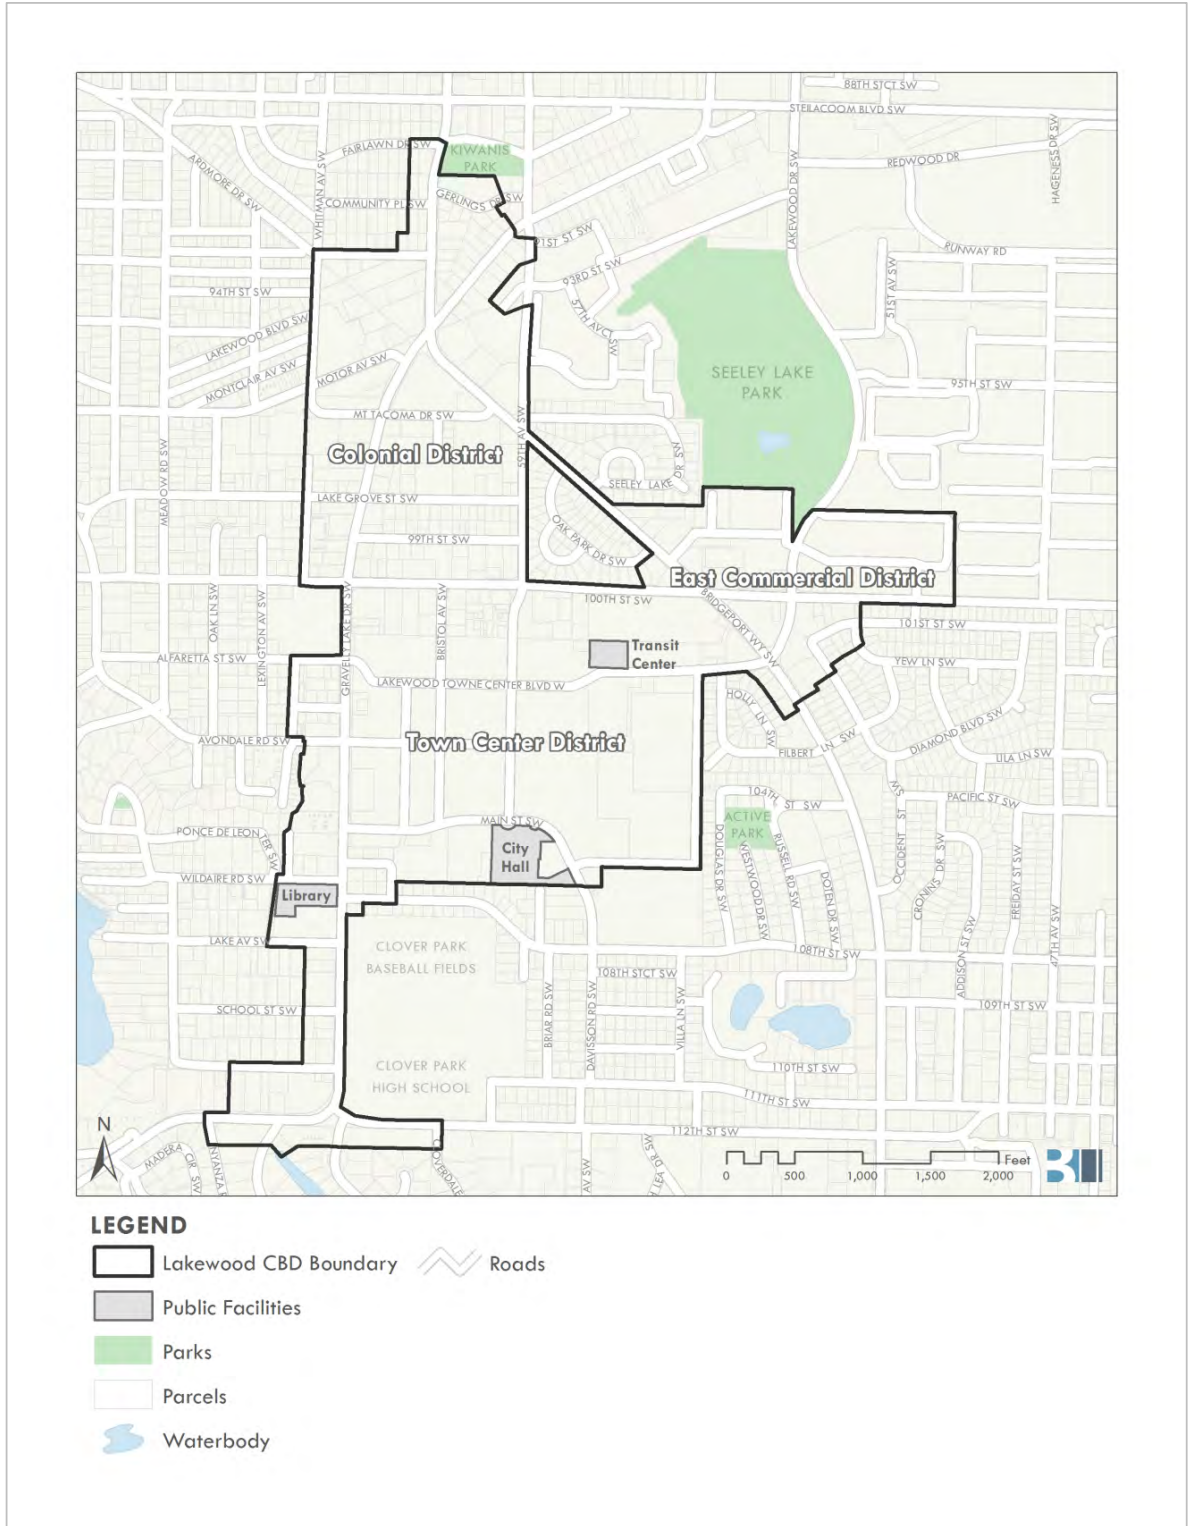 88TH STCT SW
STEILACOOM BLVD SW
FAIRLAWN DR SW
KIWANIS
PARK
REDWOOD DR
HAGENESS DR SW
ARDMORE DR SW
WHITMAN AV SW
LAKEWOOD DR SW
COMMUNITY PL SW
GERLINGS DR SW
91ST ST SW
RUNWAY RD
93RD ST SW
94TH ST SW
57TH AVCT SW
51ST AV SW
LAKEWOOD BLVD SW
MONTCLAIR AV SW
MOTOR AV SW
SEELEY LAKE
PARK
95TH ST SW
MT TACOMA DR SW
59TH AV SW
Colonial District
MEADOW RD SW
SEELEY LAKE DR SW
LAKE GROVE ST SW
OAK PARK DR SW
99TH ST SW
East Commercial District
100TH ST SW
BRIDGEPORT WY SW
OAK LN SW
LEXINGTON AV SW
GRAVELLY LAKE DR SW
BRISTOL AV SW
101ST ST SW
Transit
Center
ALFARETTA ST SW
YEW LN SW
LAKEWOOD TOWNE CENTER BLVD W
HOLLY LN SW
AVONDALE RD SW
Town Center District
FILBERT LN SW
DIAMOND BLVD SW
LILA LN SW
104TH ST SW
PACIFIC ST SW
OCCIDENT ST SW
MAIN ST SW
ACTIVE
PARK
PONCE DE LEON TER SW
City
Hall
DOUGLAS DR SW
WESTWOOD DR SW
RUSSELL RD SW
DOTEN DR SW
CRONINS DR SW
FREIDAY ST SW
WILDAIRE RD SW
Library
ADDISON ST SW
47TH AV SW
LAKE AV SW
CLOVER PARK
BASEBALL FIELDS
108TH ST SW
108TH STCT SW
BRIAR RD SW
DAVISSON RD SW
VILLA LN SW
SCHOOL ST SW
109TH ST SW
CLOVER PARK
HIGH SCHOOL
110TH ST SW
111TH ST SW
112TH ST SW
N
MADERA CIR SW
Feet
0 500 1,000 1,500 2,000
LEGEND
Lakewood CBD Boundary Roads
Public Facilities
Parks
Parcels
Waterbody